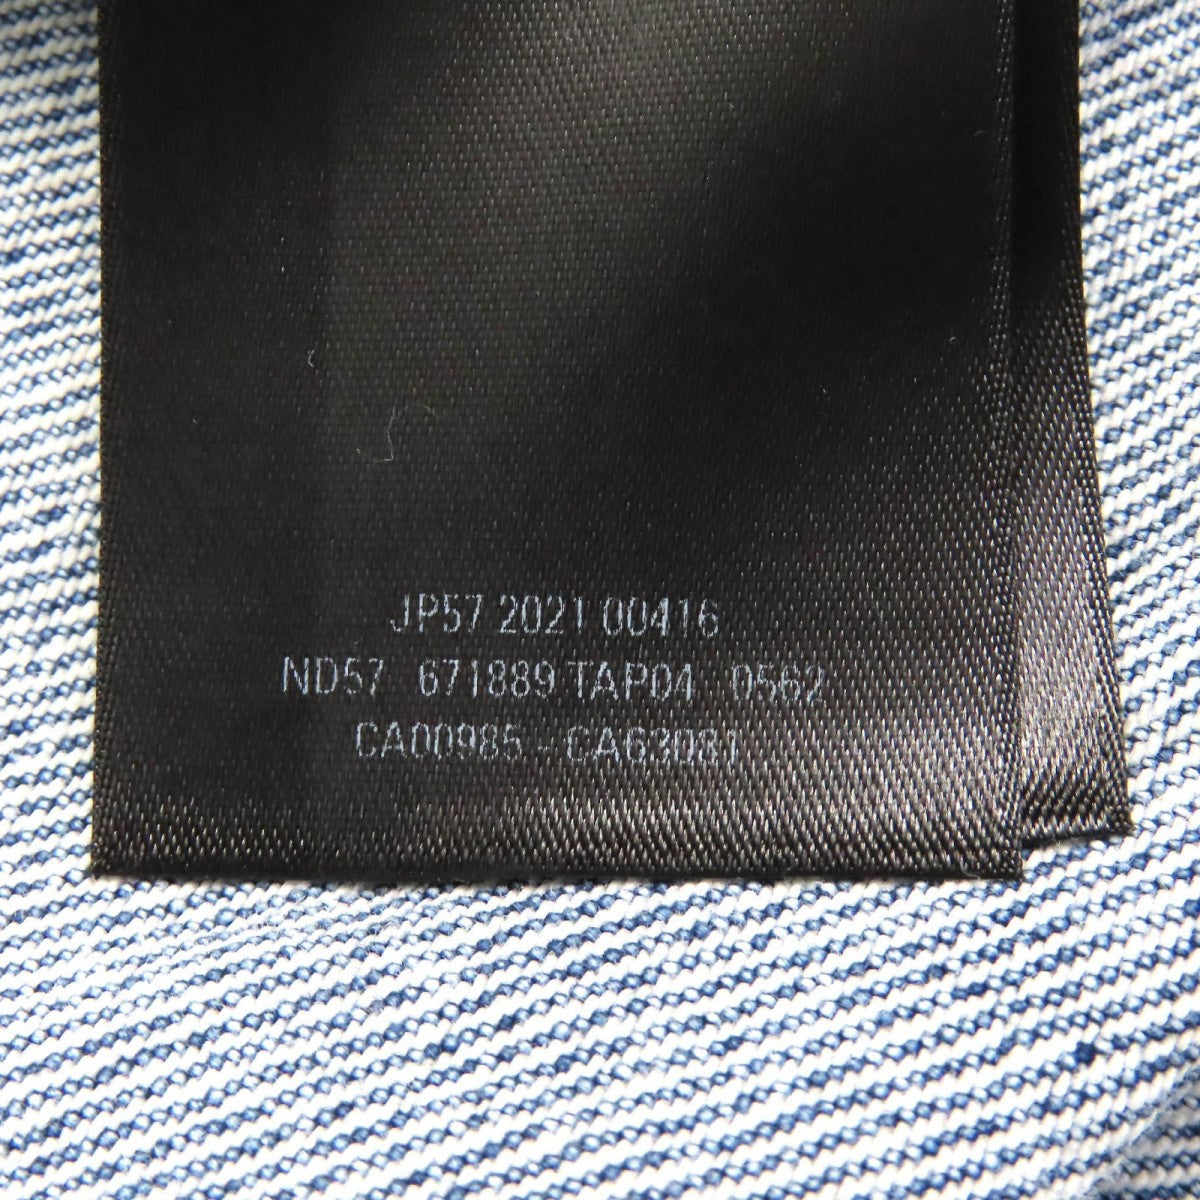 JP57 2021 00416
ND57 671889 TAP04 0562
CA00985 - CA63081